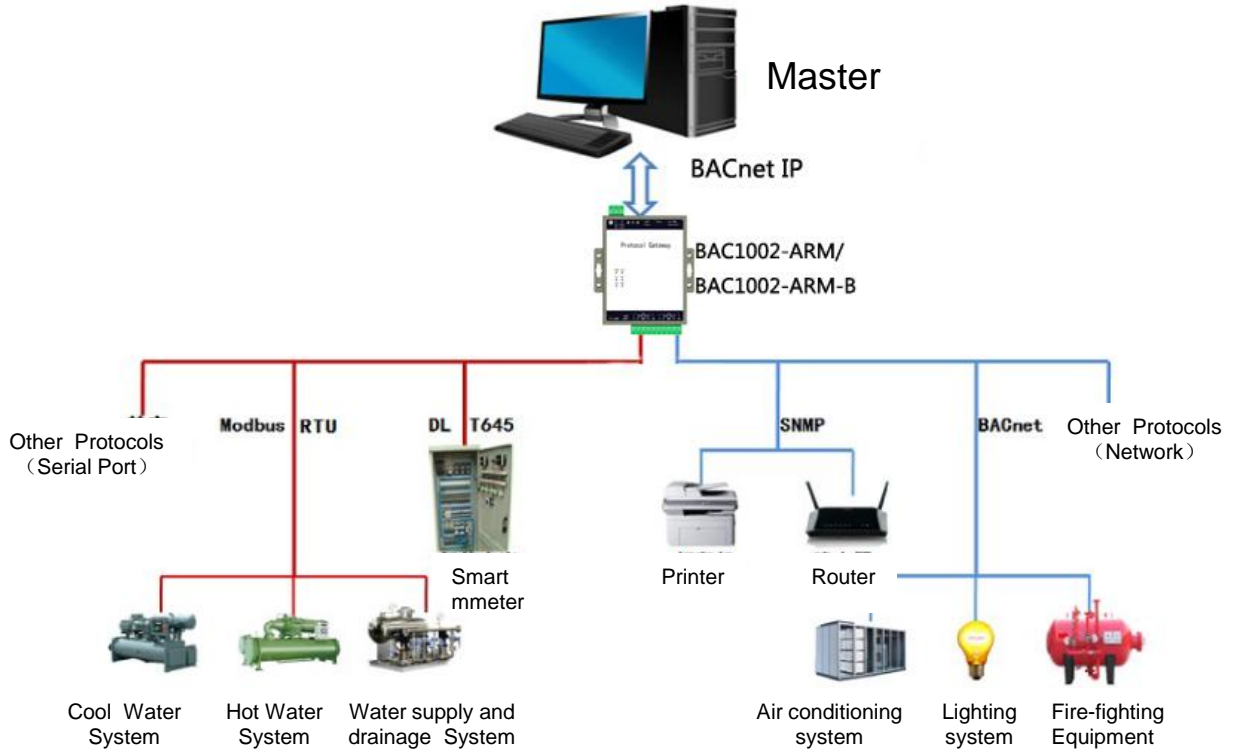 Master
BACnet IP
Protocol Gateway
BAC1002-ARM/
BAC1002-ARM-B
Other Protocols
（Serial Port）
Modbus RTU
DL T645
SNMP
BACnet
Other Protocols
（Network）
Smart
mmeter
Printer
Router
Cool Water
System
Hot Water
System
Water supply and
drainage System
Air conditioning
system
Lighting
system
Fire-fighting
Equipment